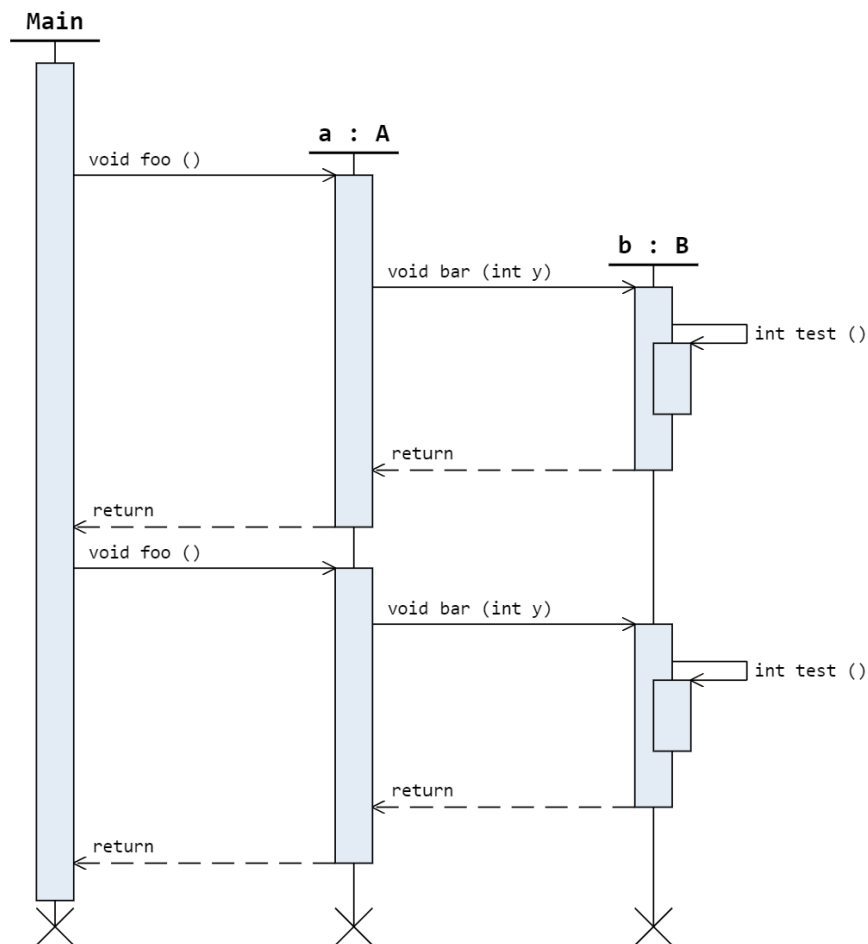 Main
a : A
void foo ()
b : B
void bar (int y)
int test ()
return
return
void foo ()
void bar (int y)
int test ()
return
return